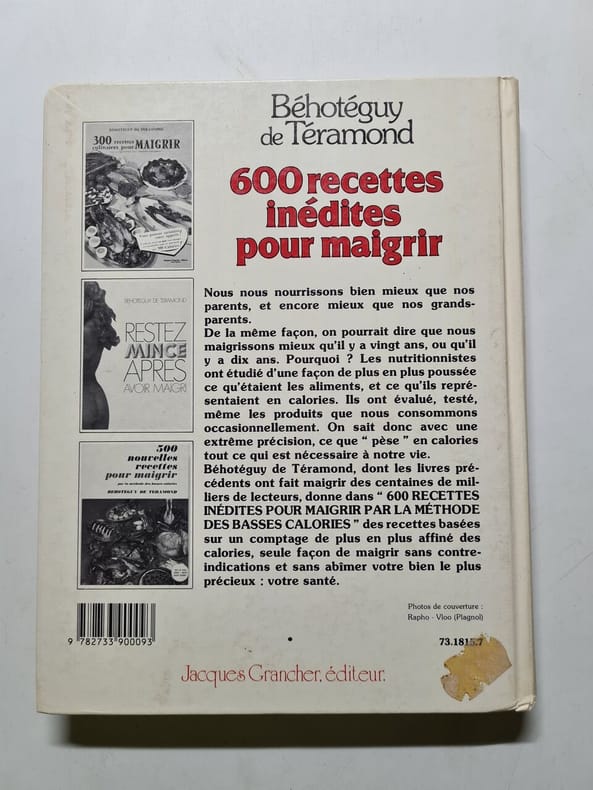 Béhotéguy
de Téramond
600 recettes
inédites
pour maigrir
BÉHOTÉGUY DE TÉRAMOND
300 recettes
culinaires pour MAIGRIR
BÉHOTÉGUY DE TÉRAMOND
RESTEZ
MINCE
APRES
AVOIR MAIGRI
500
nouvelles
recettes
pour maigrir
par la méthode des basses calories
BÉHOTÉGUY DE TÉRAMOND
Nous nous nourrissons bien mieux que nos
parents, et encore mieux que nos grands-
parents.
De la même façon, on pourrait dire que nous
maigrissons mieux qu'il y a vingt ans, ou qu'il
y a dix ans. Pourquoi ? Les nutritionnistes
ont étudié d'une façon de plus en plus poussée
ce qu'étaient les aliments, et ce qu'ils repré-
sentaient en calories. Ils ont évalué, testé,
même les produits que nous consommons
occasionnellement. On sait donc avec une
extrême précision, ce que “ pèse ” en calories
tout ce qui est nécessaire à notre vie.
Béhotéguy de Téramond, dont les livres pré-
cédents ont fait maigrir des centaines de mil-
liers de lecteurs, donne dans “ 600 RECETTES
INÉDITES POUR MAIGRIR PAR LA MÉTHODE
DES BASSES CALORIES ” des recettes basées
sur un comptage de plus en plus affiné des
calories, seule façon de maigrir sans contre-
indications et sans abîmer votre bien le plus
précieux : votre santé.
Photos de couverture :
Rapho - Vloo (Plagnol)
9 782733 900093
73.1815.7
Jacques Grancher, éditeur.